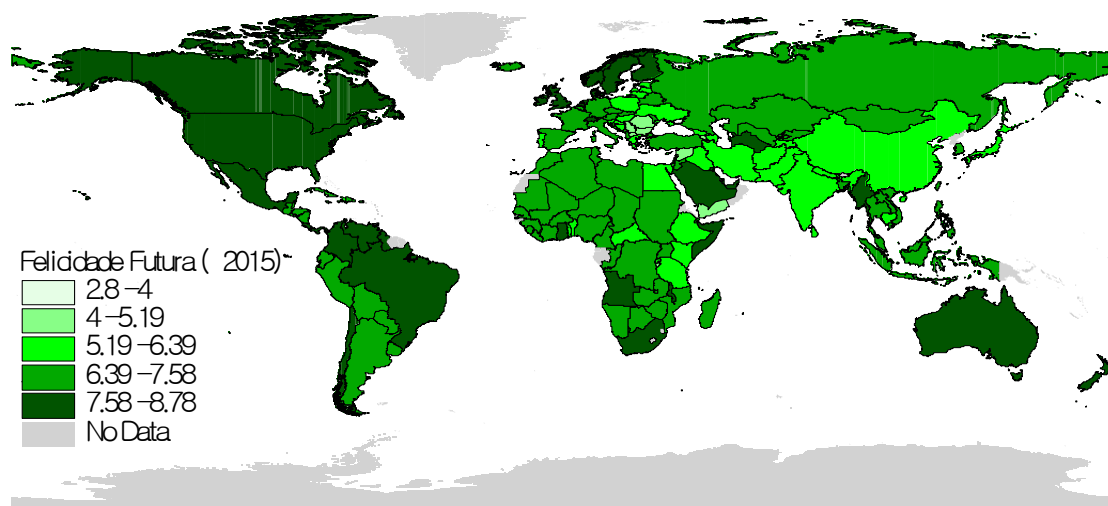 Felicidade Futura ( 2015)
2.8 –4
4 –5.19
5.19 –6.39
6.39 –7.58
7.58 –8.78
No Data